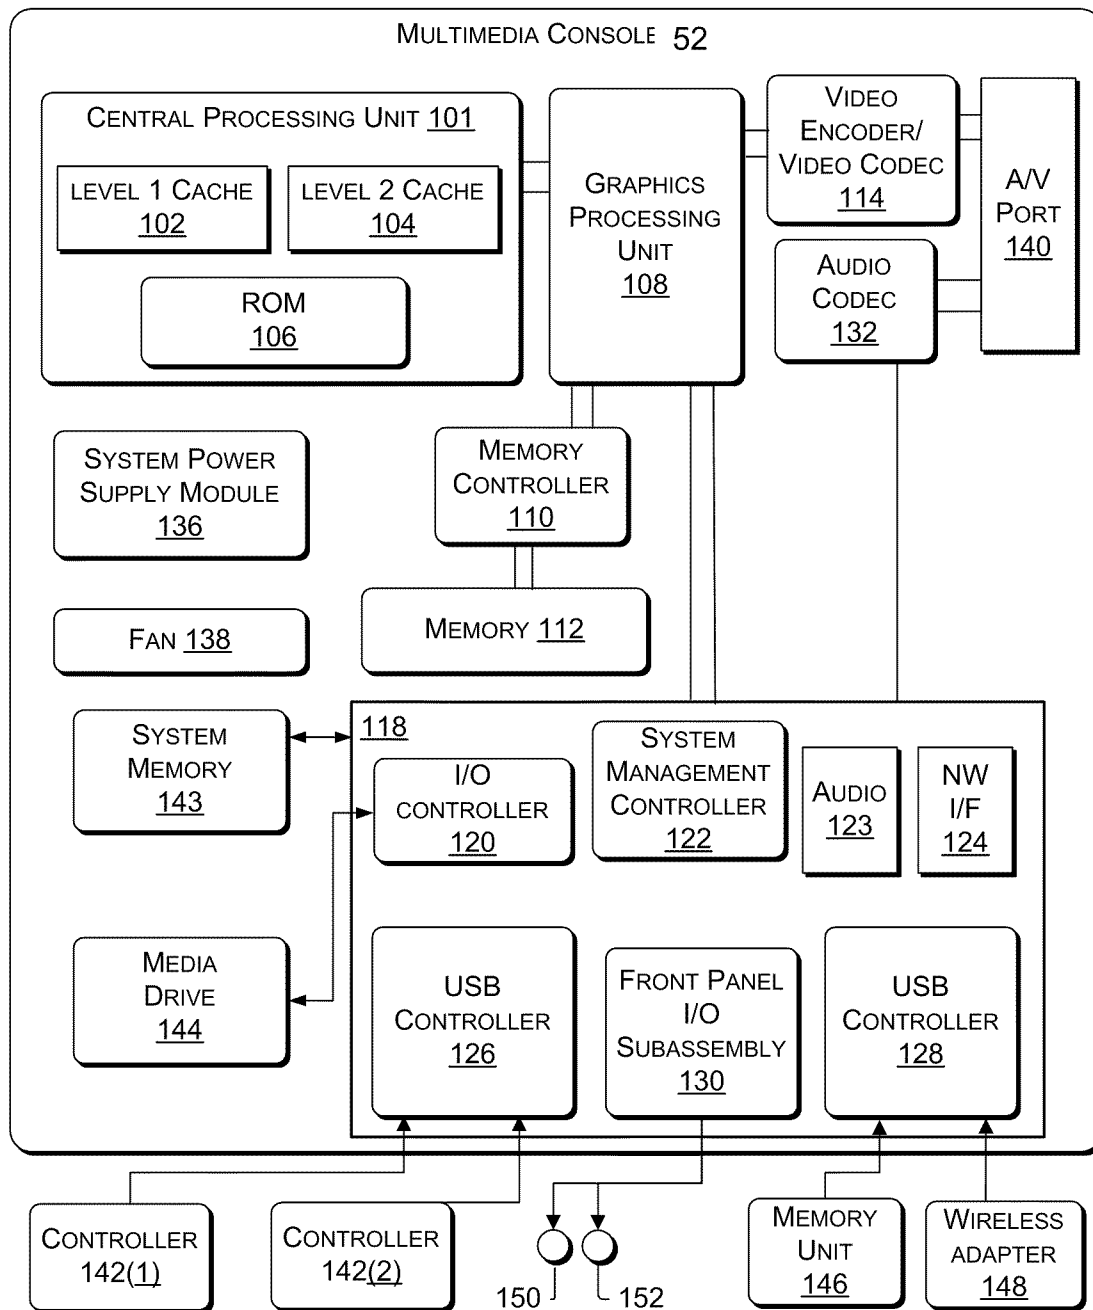 MULTIMEDIA CONSOLE 52
CENTRAL PROCESSING UNIT 101
LEVEL 1 CACHE
102
LEVEL 2 CACHE
104
ROM
106
GRAPHICS
PROCESSING
UNIT
108
VIDEO
ENCODER/
VIDEO CODEC
114
A/V
PORT
140
AUDIO
CODEC
132
SYSTEM POWER
SUPPLY MODULE
136
MEMORY
CONTROLLER
110
FAN 138
MEMORY 112
SYSTEM
MEMORY
143
118
I/O
CONTROLLER
120
SYSTEM
MANAGEMENT
CONTROLLER
122
AUDIO
123
NW
I/F
124
MEDIA
DRIVE
144
USB
CONTROLLER
126
FRONT PANEL
I/O
SUBASSEMBLY
130
USB
CONTROLLER
128
CONTROLLER
142(1)
CONTROLLER
142(2)
150
152
MEMORY
UNIT
146
WIRELESS
ADAPTER
148